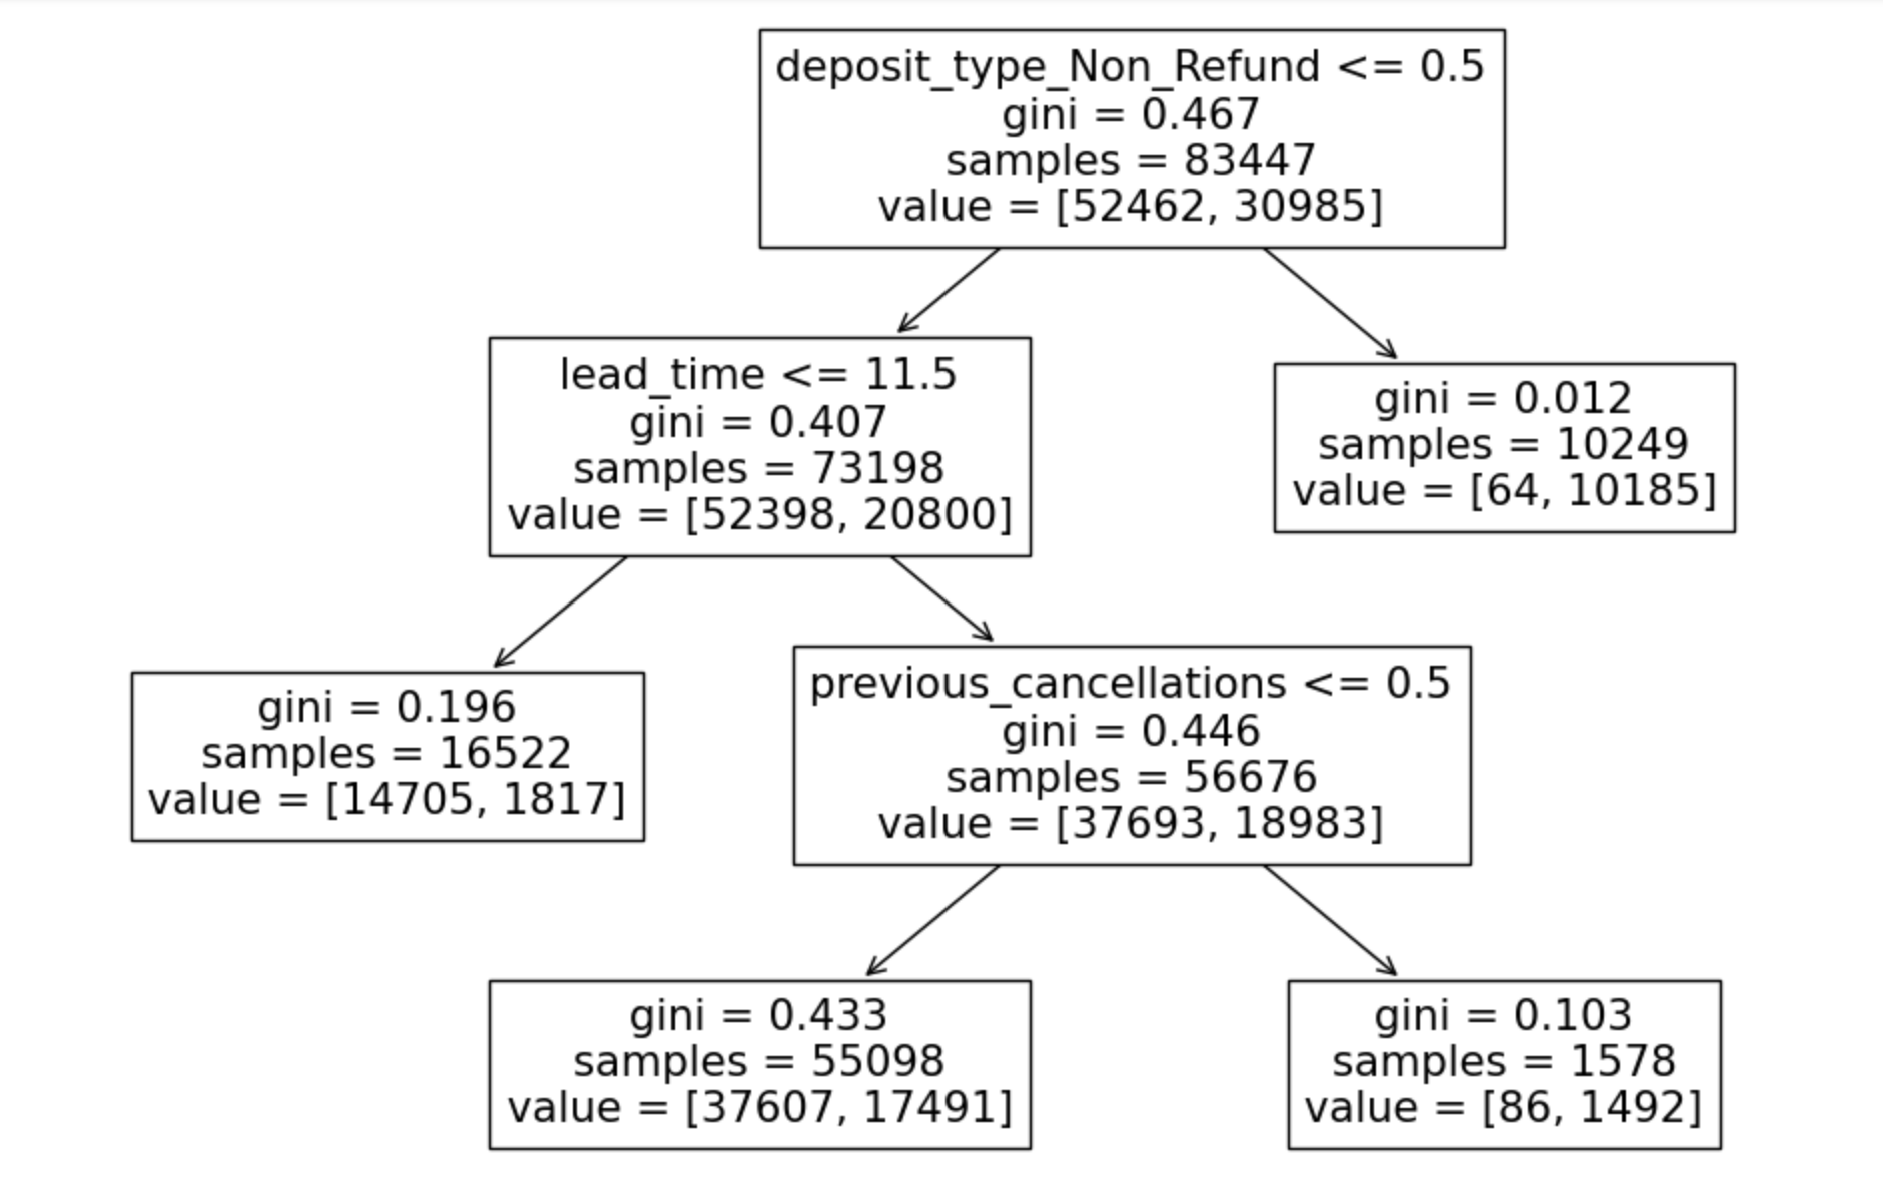 deposit_type_Non_Refund <= 0.5
gini = 0.467
samples = 83447
value = [52462, 30985]
lead_time <= 11.5
gini = 0.407
samples = 73198
value = [52398, 20800]
gini = 0.012
samples = 10249
value = [64, 10185]
gini = 0.196
samples = 16522
value = [14705, 1817]
previous_cancellations <= 0.5
gini = 0.446
samples = 56676
value = [37693, 18983]
gini = 0.433
samples = 55098
value = [37607, 17491]
gini = 0.103
samples = 1578
value = [86, 1492]